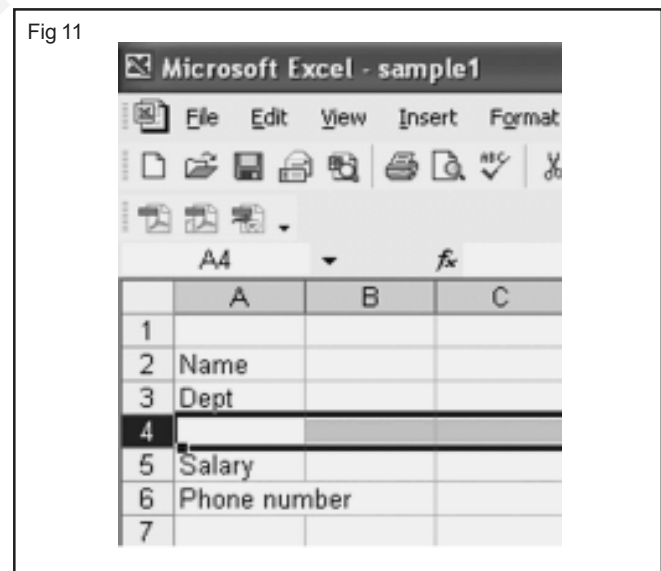 Fig 11
Microsoft Excel - sample1
File Edit View Insert Format
ABC
A4 fx
A B C
1
2 Name
3 Dept
4
5 Salary
6 Phone number
7